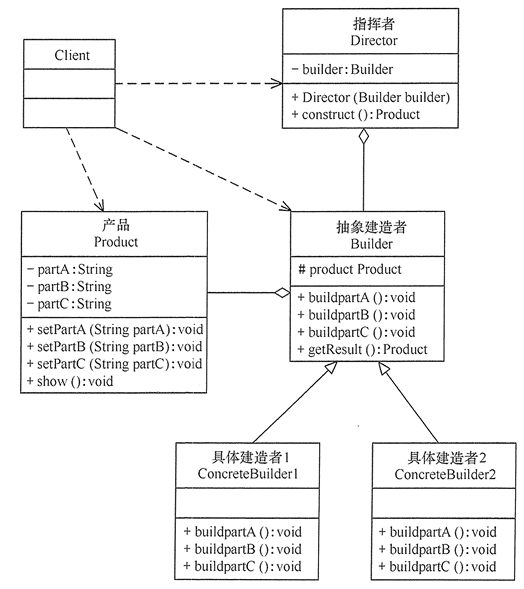 Client
指挥者
Director
- builder:Builder
+ Director (Builder builder)
+ construct ():Product
产品
Product
- partA:String
- partB:String
- partC:String
+ setPartA (String partA):void
+ setPartB (String partB):void
+ setPartC (String partC):void
+ show ():void
抽象建造者
Builder
# product Product
+ buildpartA ():void
+ buildpartB ():void
+ buildpartC ():void
+ getResult ():Product
具体建造者1
ConcreteBuilder1
+ buildpartA ():void
+ buildpartB ():void
+ buildpartC ():void
具体建造者2
ConcreteBuilder2
+ buildpartA ():void
+ buildpartB ():void
+ buildpartC ():void